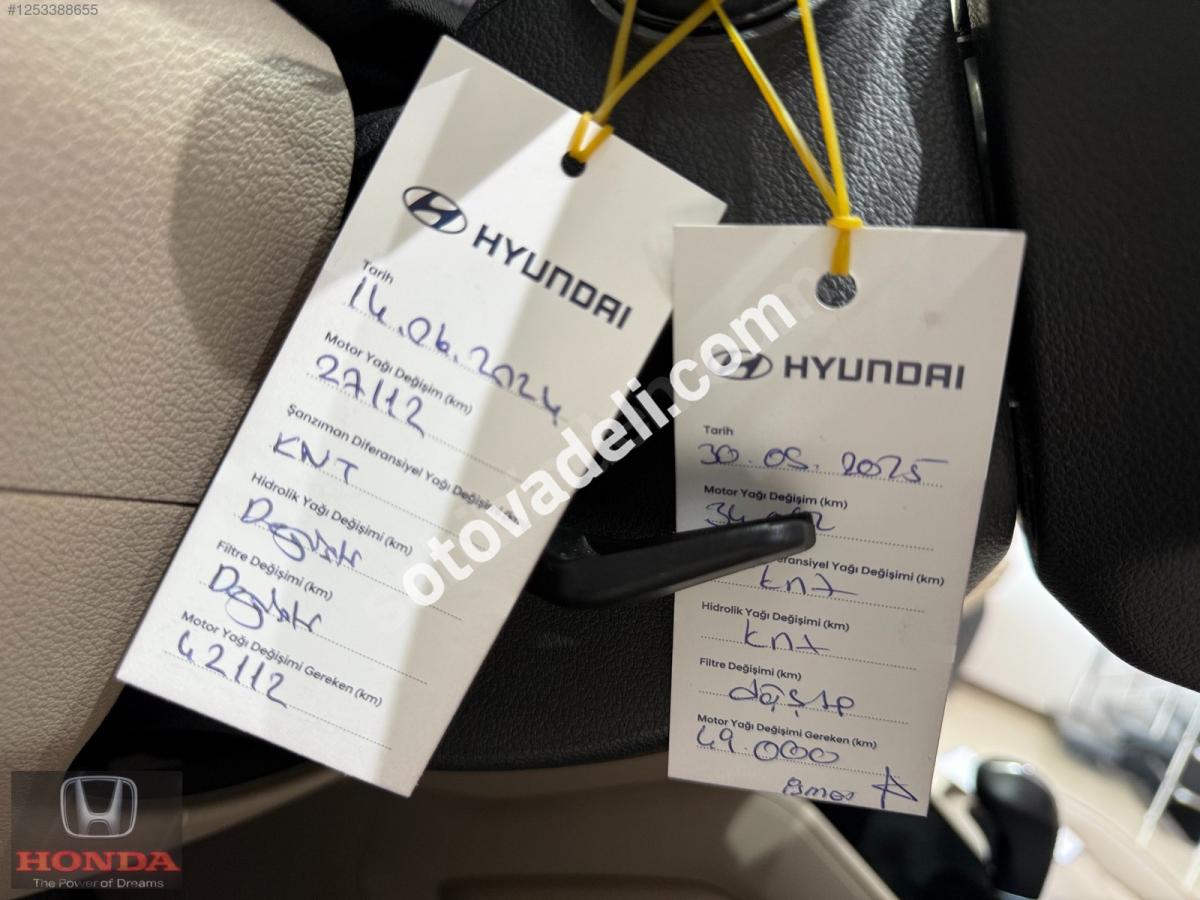 #1253388655
HYUNDAI
Tarih
14.06.2024
Motor Yağı Değişim (km)
27112
Şanzıman Diferansiyel Yağı Değişim
KNT
Hidrolik Yağı Değişimi (km)
Değişti
Filtre Değişimi (km)
Değişti
Motor Yağı Değişimi Gereken (km)
42112
HYUNDAI
Tarih
30.05.2025
Motor Yağı Değişim (km)
eransiyel Yağı Değişimi (km)
knt
Hidrolik Yağı Değişimi (km)
knt
Filtre Değişimi (km)
Motor Yağı Değişimi Gereken (km)
49.000
otovadeli.com
HONDA
The Power of Dreams